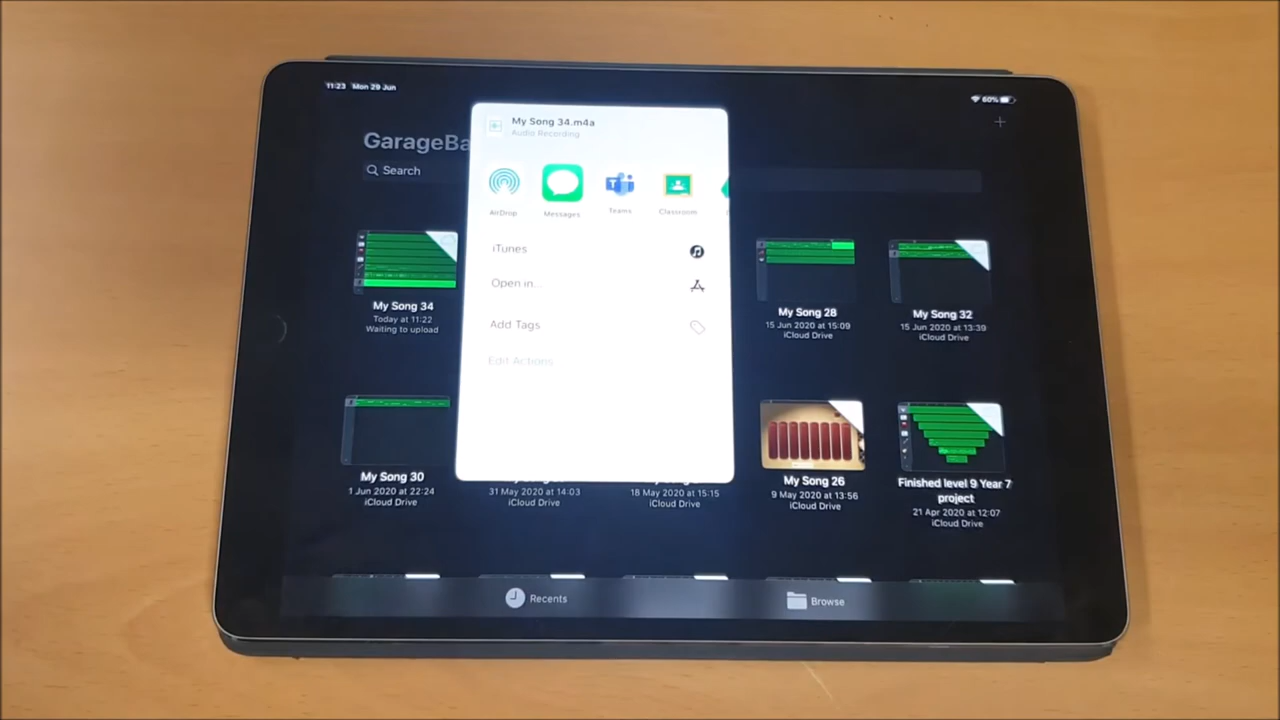 11:23 Mon 29 Jun
60%
GarageBa
Search
My Song 34.m4a
Audio Recording
AirDrop
Messages
Teams
Classroom
iTunes
Open in...
Add Tags
Edit Actions
My Song 34
Today at 11:22
Waiting to upload
My Song 28
15 Jun 2020 at 15:09
iCloud Drive
My Song 32
15 Jun 2020 at 13:39
iCloud Drive
My Song 30
1 Jun 2020 at 22:24
iCloud Drive
31 May 2020 at 14:03
iCloud Drive
18 May 2020 at 15:15
iCloud Drive
My Song 26
9 May 2020 at 13:56
iCloud Drive
Finished level 9 Year 7
project
21 Apr 2020 at 12:07
iCloud Drive
Recents
Browse